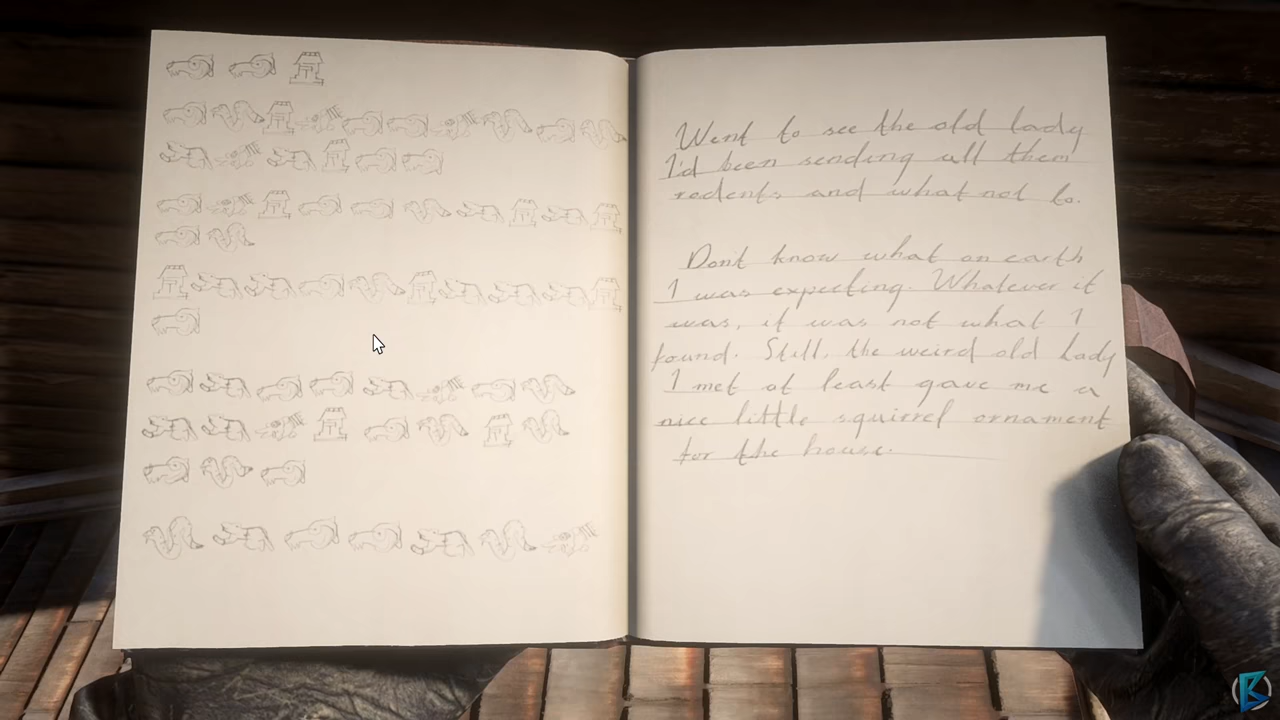 Went to see the old lady
I'd been sending all them
rodents and what not to.
Dont know what on earth
I was expecting. Whatever it
was, it was not what I
found. Still, the weird old lady
I met at least gave me a
nice little squirrel ornament
for the house.